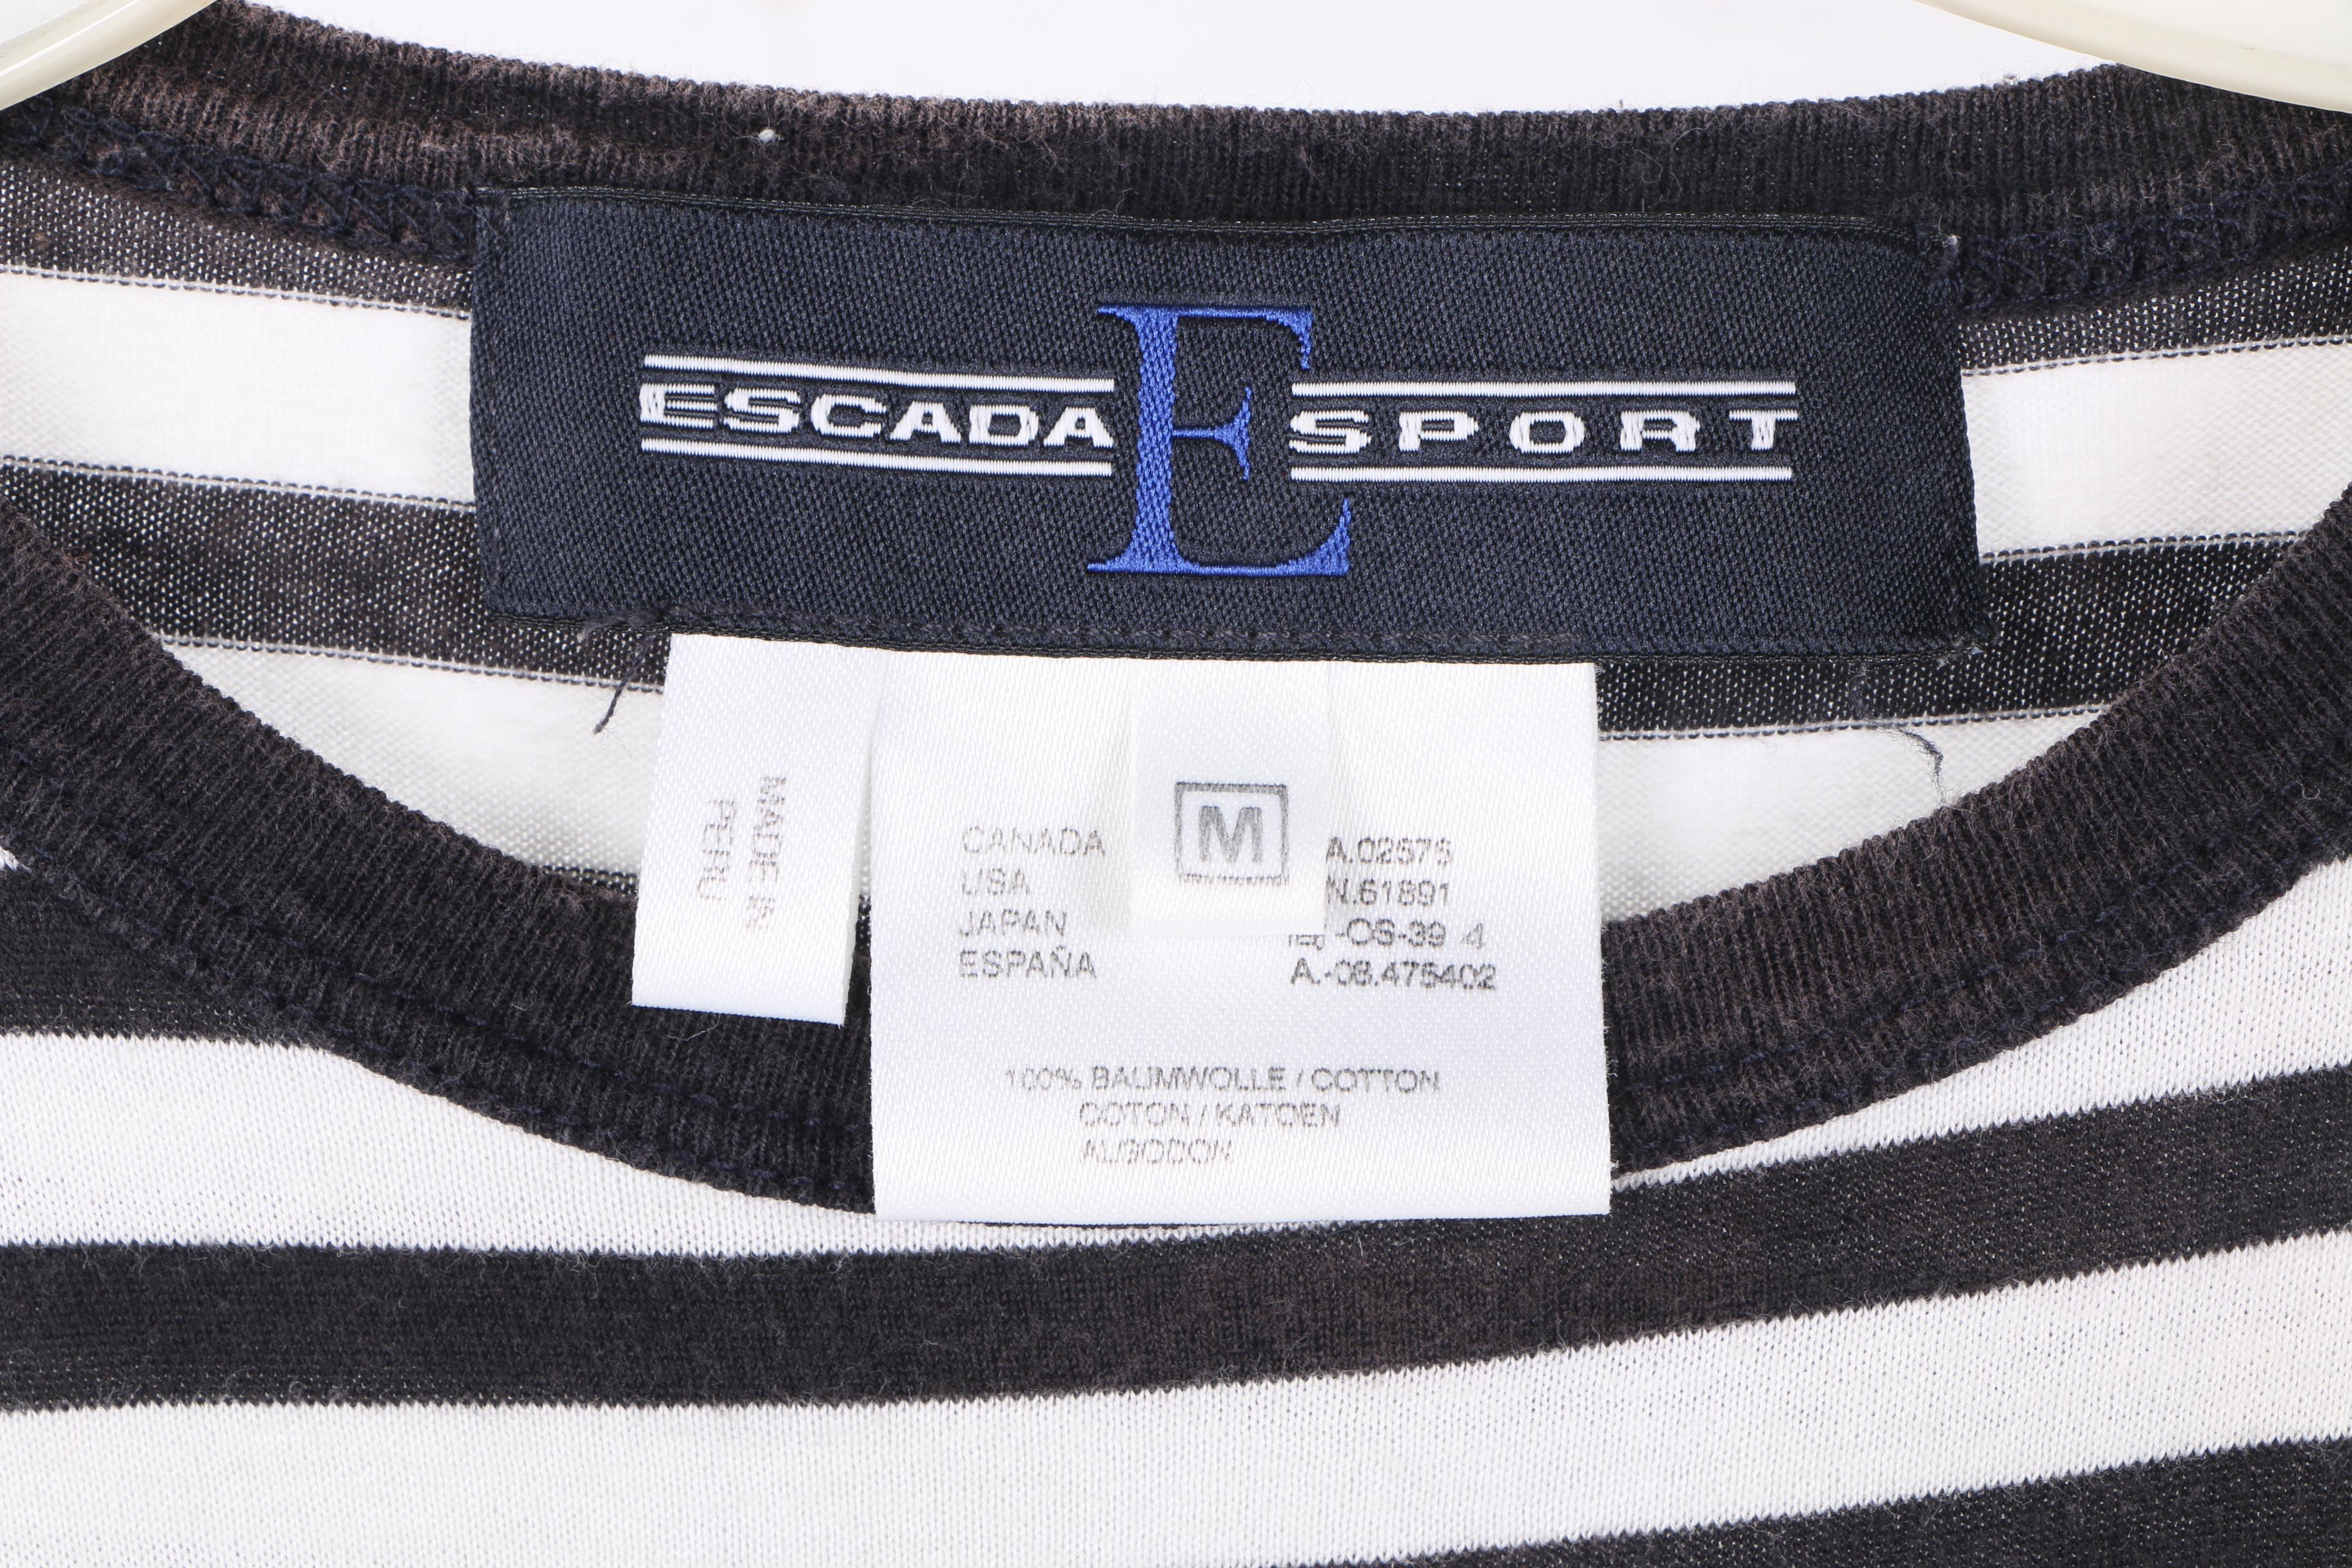 ESCADA E SPORT
MADE IN
PERU
M
CANADA A.02575
USA N.61891
JAPAN -OS-39 4
ESPAÑA A.-08.475402
100% BAUMWOLLE / COTTON
COTON / KATOEN
ALGODON